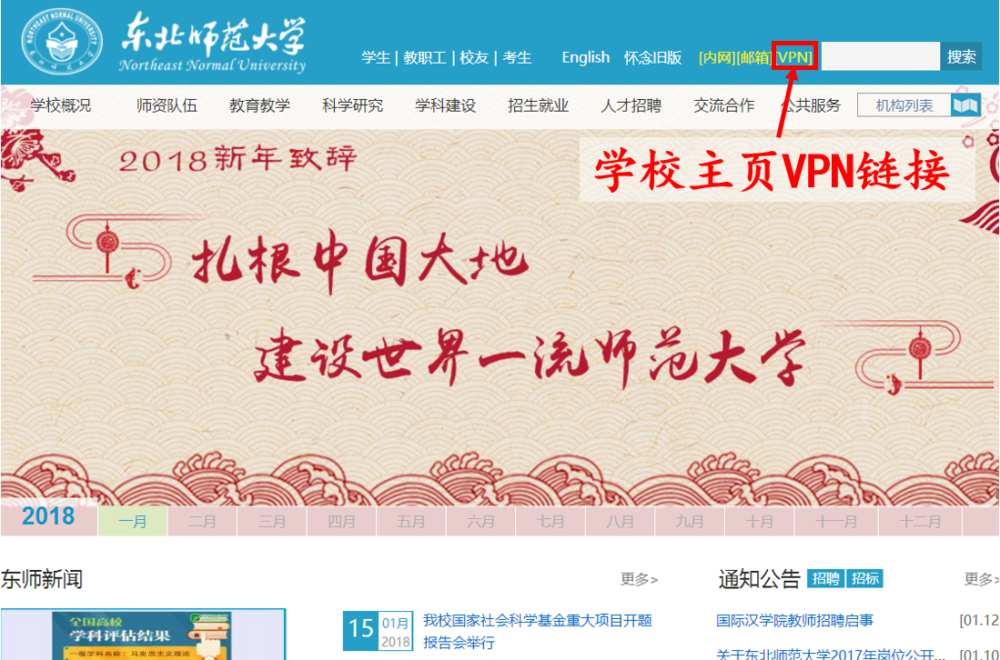 东北师范大学
Northeast Normal University
NORTHEAST NORMAL UNIVERSITY
学生 | 教职工 | 校友 | 考生 English 怀念旧版 [内网][邮箱][VPN] 搜索
学校概况 师资队伍 教育教学 科学研究 学科建设 招生就业 人才招聘 交流合作 公共服务 机构列表
2018新年致辞
学校主页VPN链接
扎根中国大地
建设世界一流师范大学
2018 一月 二月 三月 四月 五月 六月 七月 八月 九月 十月 十一月 十二月
东师新闻 更多> 通知公告 招聘 招标 更多>
全国高校
学科评估结果
一级学科名称：马克思主义理论
15 01月 2018
我校国家社会科学基金重大项目开题
报告会举行
国际汉学院教师招聘启事 [01.12
关于东北师范大学2017年岗位公开... [01.10